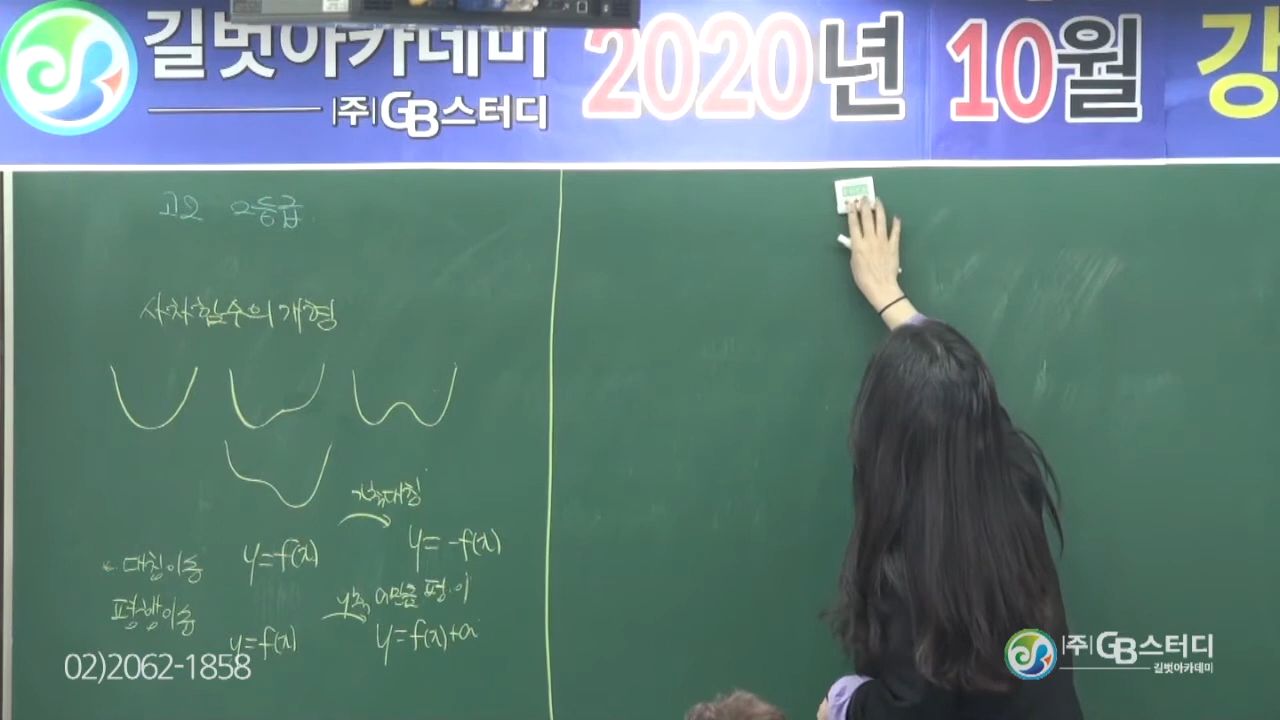 길벗아카데미
(주)GB스터디
2020년 10월 강
고2 2등급
사차함수의 개형
x축대칭
대칭이동 y=f(x) y=-f(x)
y축 a만큼 평·이
평행이동 y=f(x) y=f(x)+a
02)2062-1858
(주)GB스터디
길벗아카데미